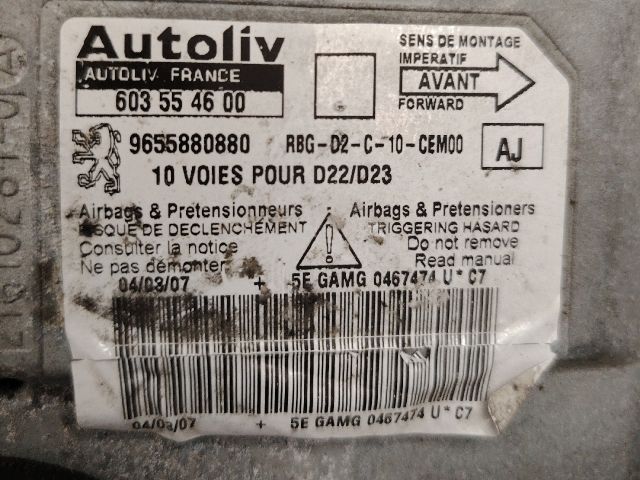 Autoliv
AUTOLIV FRANCE
603 55 46 00
SENS DE MONTAGE
IMPERATIF
AVANT
FORWARD
9655880880 RBG-D2-C-10-CEM00 AJ
10 VOIES POUR D22/D23
Airbags & Pretensionneurs
RISQUE DE DECLENCHEMENT
Consulter la notice
Ne pas démonter
!
Airbags & Pretensioners
TRIGGERING HASARD
Do not remove
Read manual
04/03/07 + 5E GAMG 0467474 U * C7
04/03/07 + 5E GAMG 0467474 U * C7